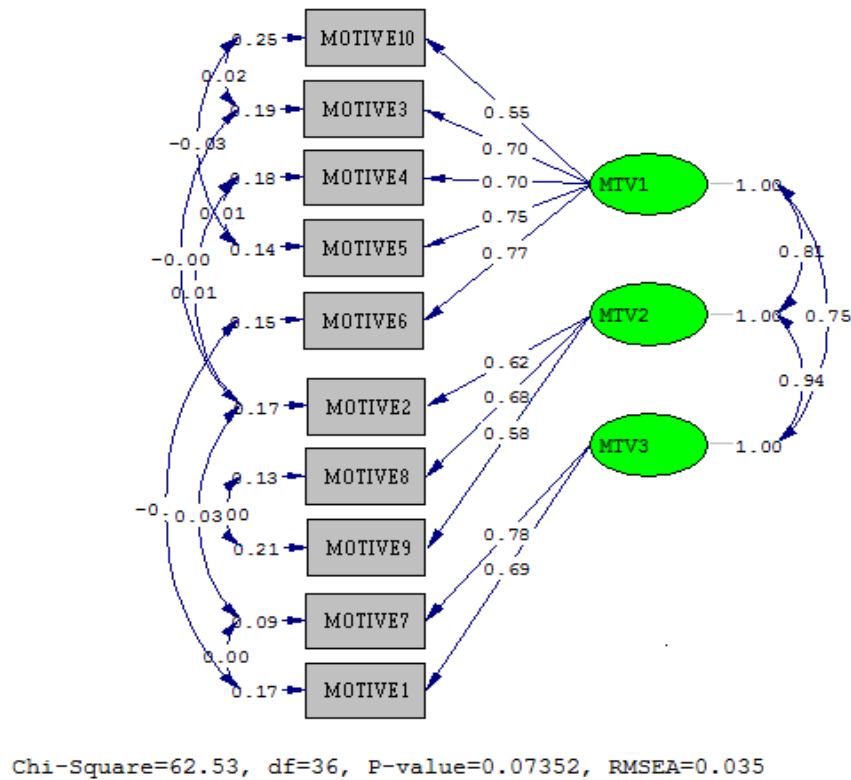 0.25 MOTIVE10
0.02
0.19 MOTIVE3
-0.03
0.18 MOTIVE4
0.01
0.14 MOTIVE5
-0.00
0.01
0.15 MOTIVE6
0.17 MOTIVE2
0.13 MOTIVE8
0.03
0.21 MOTIVE9
0.09 MOTIVE7
0.00
0.17 MOTIVE1
0.55
0.70
0.70
0.75
0.77
0.62
0.68
0.58
0.78
0.69
MTV1 1.00
0.81
MTV2 1.00
0.75
0.94
MTV3 1.00
Chi-Square=62.53, df=36, P-value=0.07352, RMSEA=0.035